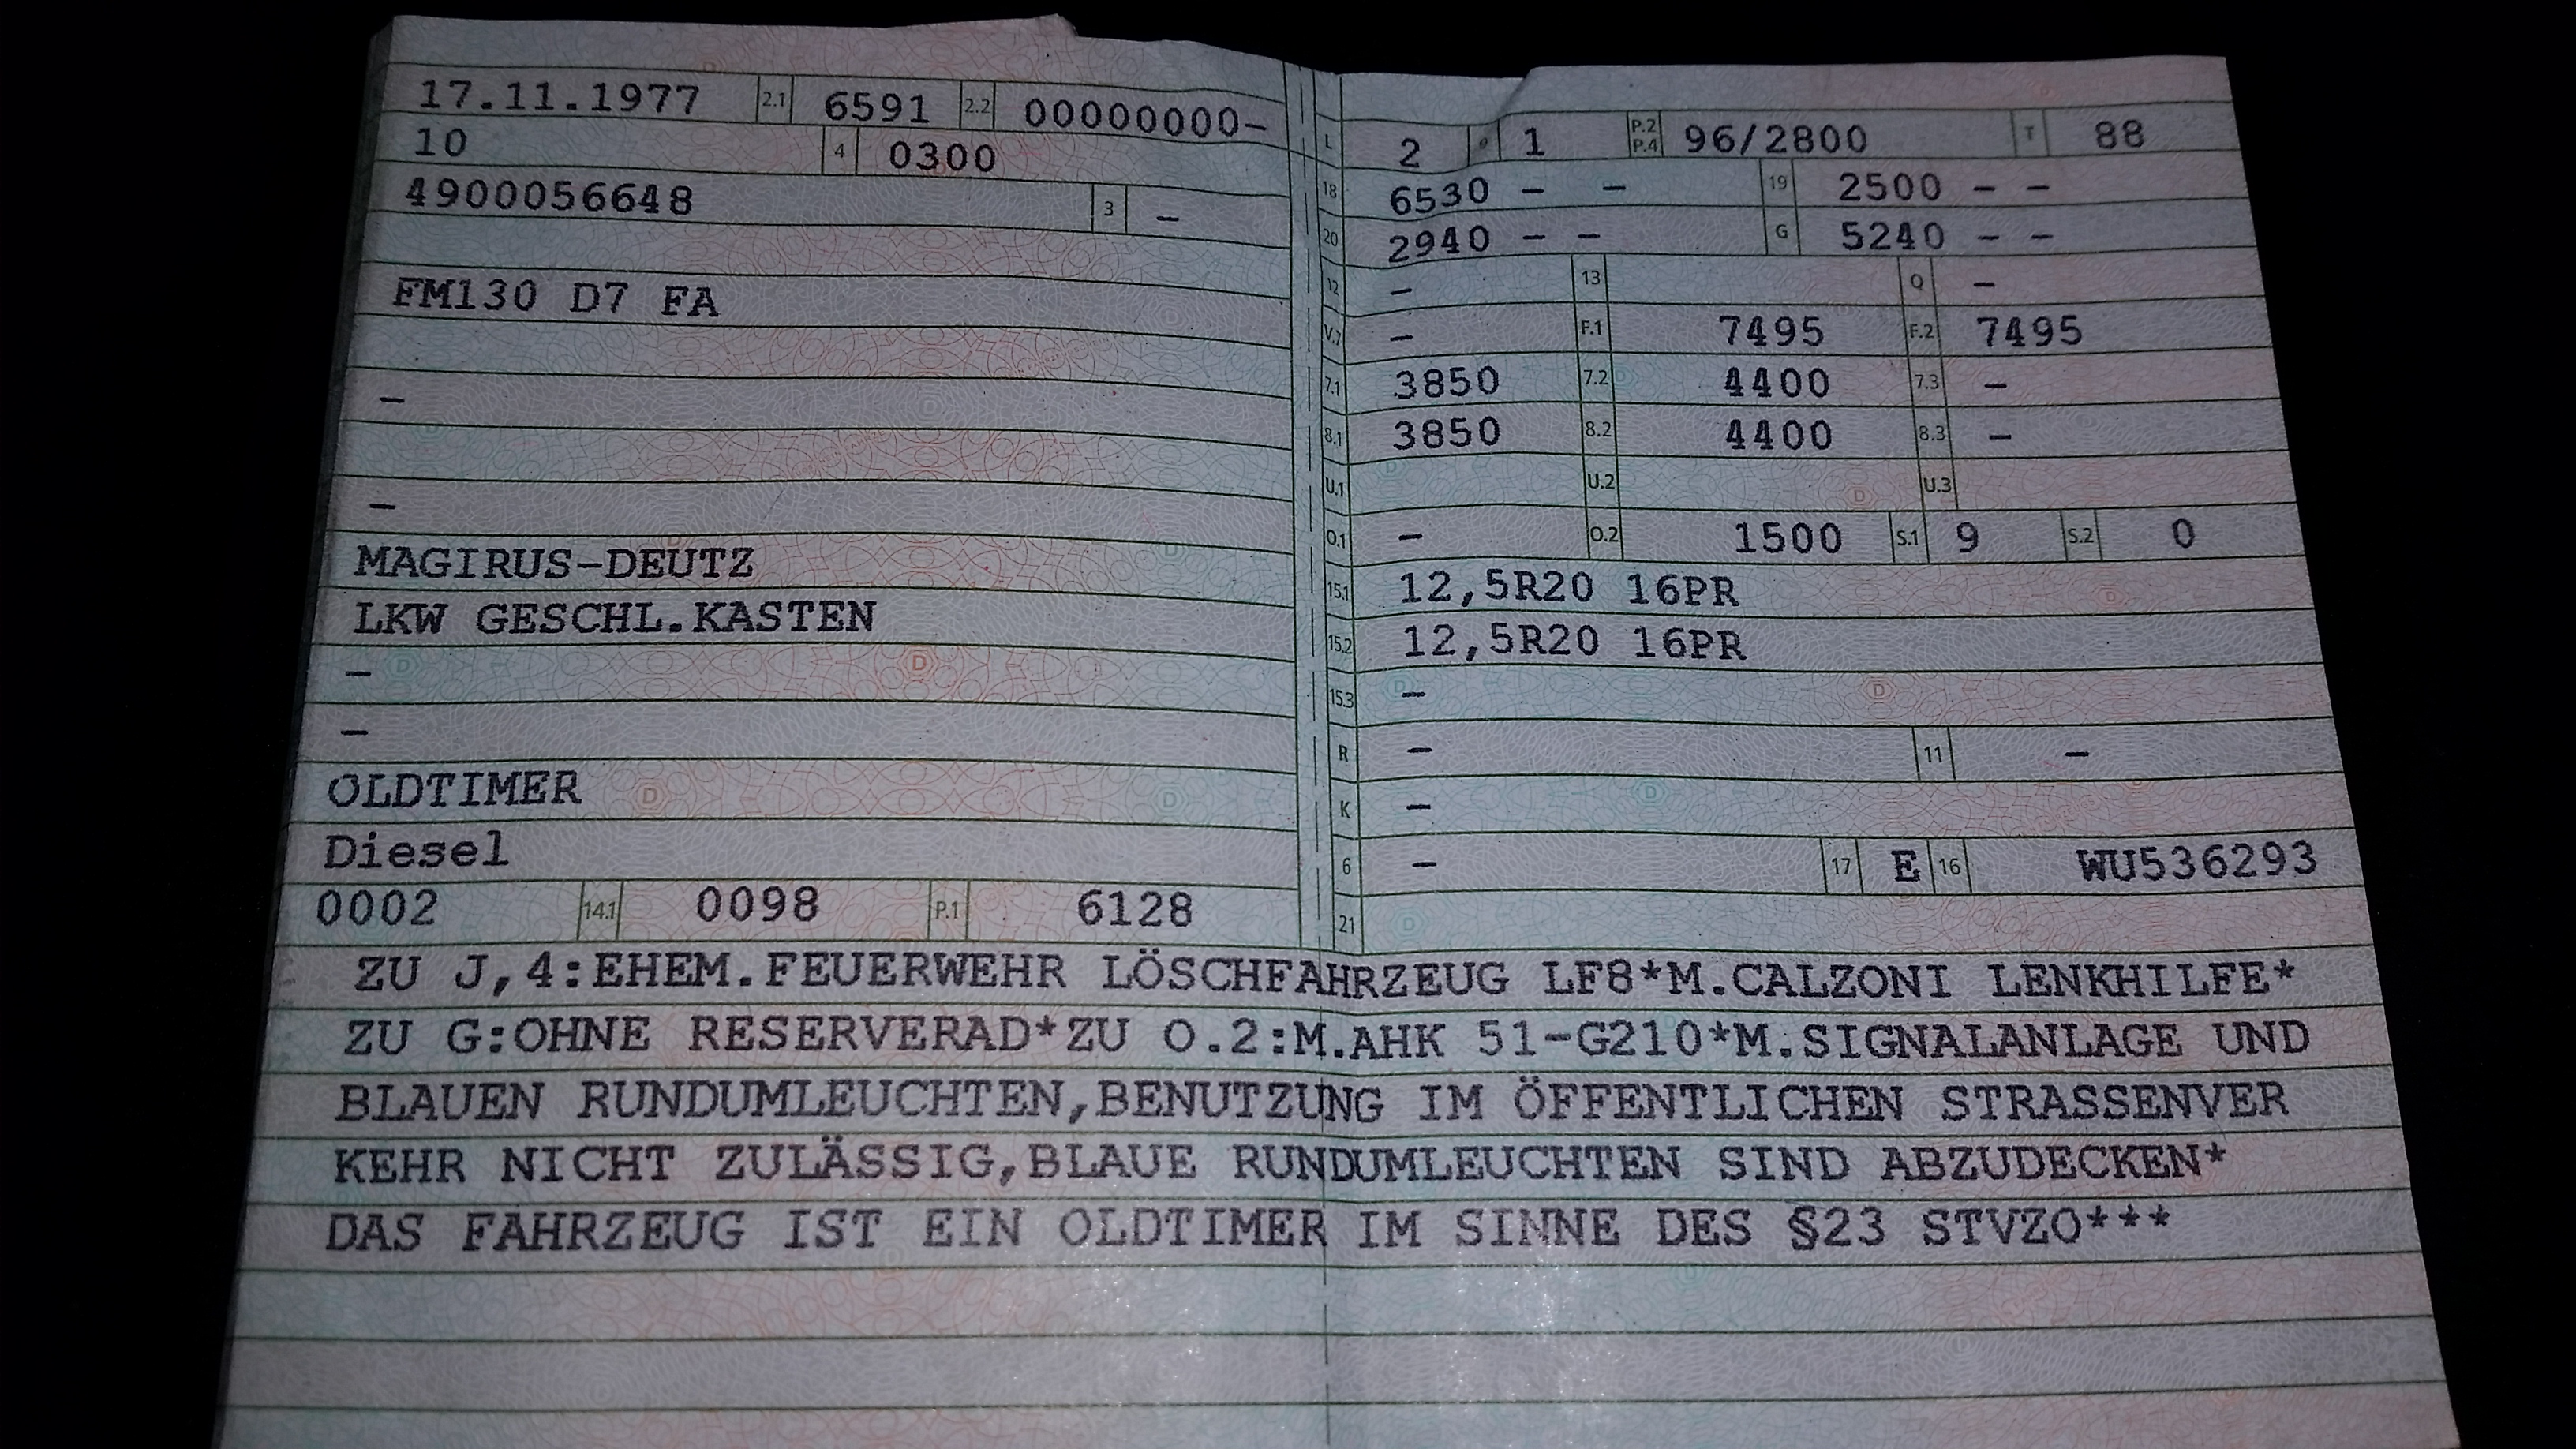 17.11.1977 2.1 6591 2.2 00000000-
10 4 0300
4900056648 3 -
FM130 D7 FA
-
-
MAGIRUS-DEUTZ
LKW GESCHL.KASTEN
-
-
OLDTIMER
Diesel
0002 14.1 0098 P.1 6128
L 2 9 1 P.2 P.4 96/2800 T 88
18 6530 - - 19 2500 - -
20 2940 - - G 5240 - -
12 - 13 Q -
V.7 - F.1 7495 F.2 7495
7.1 3850 7.2 4400 7.3 -
8.1 3850 8.2 4400 8.3 -
U.1 U.2 U.3
O.1 - O.2 1500 S.1 9 S.2 0
15.1 12,5R20 16PR
15.2 12,5R20 16PR
15.3 -
R - 11 -
K -
6 - 17 E 16 WU536293
21
ZU J,4:EHEM.FEUERWEHR LÖSCHFAHRZEUG LF8*M.CALZONI LENKHILFE*
ZU G:OHNE RESERVERAD*ZU O.2:M.AHK 51-G210*M.SIGNALANLAGE UND
BLAUEN RUNDUMLEUCHTEN,BENUTZUNG IM ÖFFENTLICHEN STRASSENVER
KEHR NICHT ZULÄSSIG,BLAUE RUNDUMLEUCHTEN SIND ABZUDECKEN*
DAS FAHRZEUG IST EIN OLDTIMER IM SINNE DES §23 STVZO***